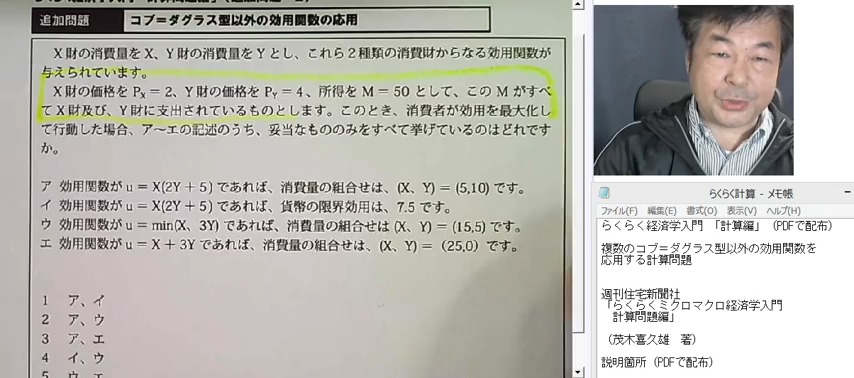 追加問題 コブ＝ダグラス型以外の効用関数の応用
X財の消費量をX、Y財の消費量をYとし、これら2種類の消費財からなる効用関数が
与えられています。
X財の価格をPX＝2、Y財の価格をPY＝4、所得をM＝50として、このMがすべ
てX財及び、Y財に支出されているものとします。このとき、消費者が効用を最大化し
て行動した場合、ア～エの記述のうち、妥当なもののみをすべて挙げているのはどれです
か。
ア 効用関数がu＝X(2Y＋5)であれば、消費量の組合せは、(X、Y)＝(5,10)です。
イ 効用関数がu＝X(2Y＋5)であれば、貨幣の限界効用は、7.5です。
ウ 効用関数がu＝min(X、3Y)であれば、消費量の組合せは(X、Y)＝(15,5)です。
エ 効用関数がu＝X＋3Yであれば、消費量の組合せは、(X、Y)＝(25,0)です。
1 ア、イ
2 ア、ウ
3 ア、エ
4 イ、ウ
5 ウ、エ
らくらく計算 - メモ帳
ファイル(F) 編集(E) 書式(O) 表示(V) ヘルプ(H)
らくらく経済学入門 「計算編」（PDFで配布）
複数のコブ＝ダグラス型以外の効用関数を
応用する計算問題
週刊住宅新聞社
「らくらくミクロマクロ経済学入門
計算問題編」
（茂木喜久雄 著）
説明箇所（PDFで配布）